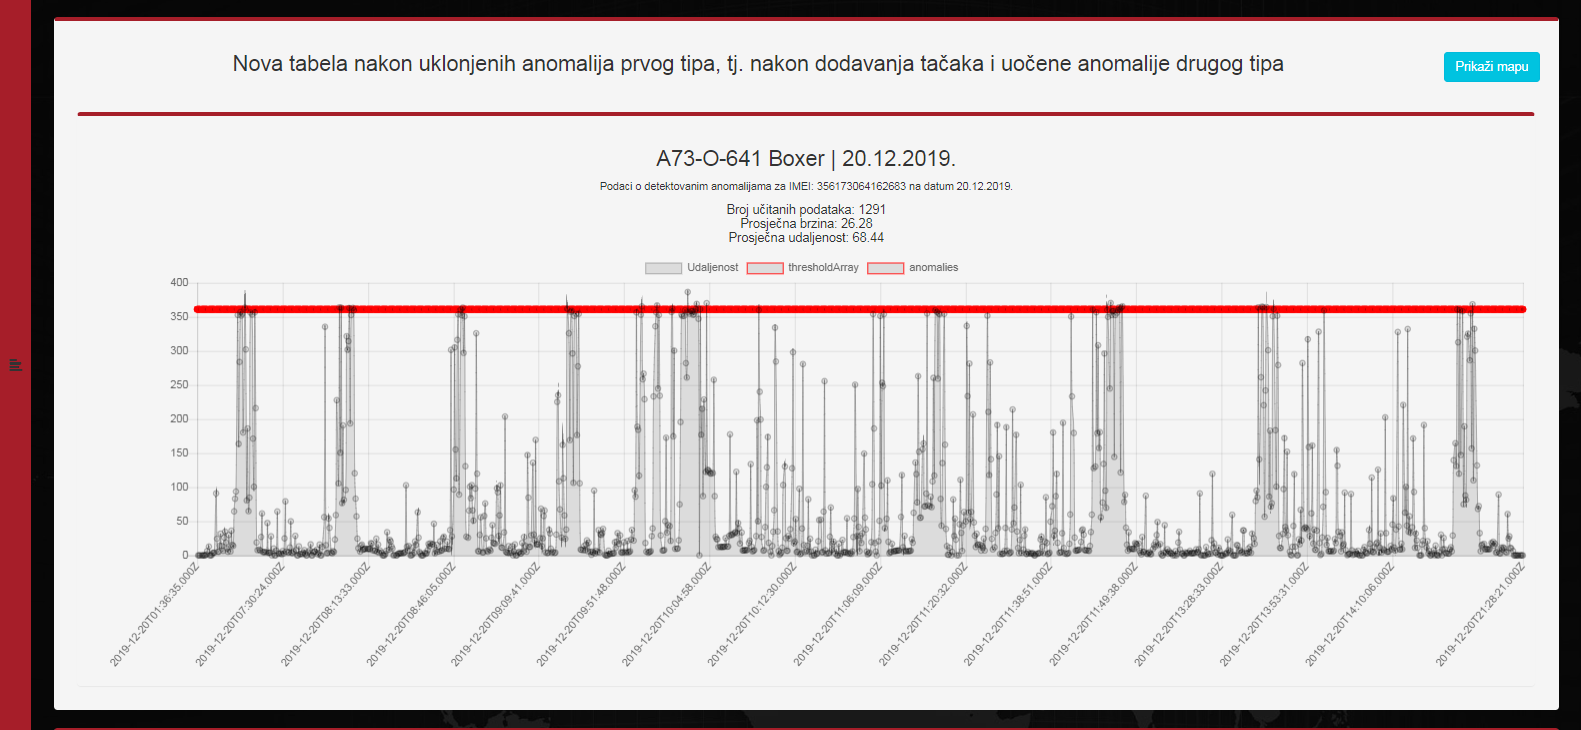 Nova tabela nakon uklonjenih anomalija prvog tipa, tj. nakon dodavanja tačaka i uočene anomalije drugog tipa
Prikaži mapu
A73-O-641 Boxer | 20.12.2019.
Podaci o detektovanim anomalijama za IMEI: 356173064162683 na datum 20.12.2019.
Broj učitanih podataka: 1291
Prosječna brzina: 26.28
Prosječna udaljenost: 68.44
Udaljenost thresholdArray anomalies
400
350
300
250
200
150
100
50
0
2019-12-20T01:36:35.000Z
2019-12-20T07:30:24.000Z
2019-12-20T08:13:33.000Z
2019-12-20T08:46:05.000Z
2019-12-20T09:09:41.000Z
2019-12-20T09:51:48.000Z
2019-12-20T10:04:58.000Z
2019-12-20T10:12:30.000Z
2019-12-20T11:06:09.000Z
2019-12-20T11:20:32.000Z
2019-12-20T11:38:51.000Z
2019-12-20T11:49:38.000Z
2019-12-20T13:28:33.000Z
2019-12-20T13:53:31.000Z
2019-12-20T14:10:08.000Z
2019-12-20T21:28:21.000Z